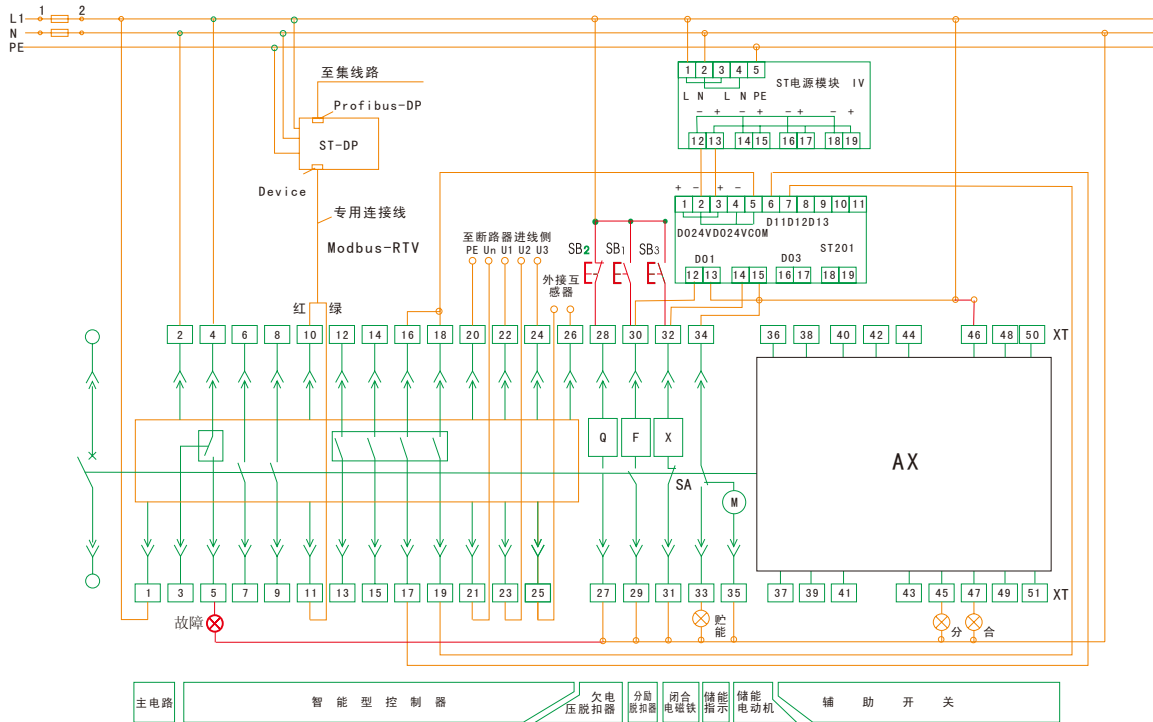 L1 1 2
N
PE
至集线路
Profibus-DP
ST-DP
Device
专用连接线
Modbus-RTV
红 绿
1 2 3 4 5
ST电源模块 IV
L N L N PE
- + - + - + - +
12 13 14 15 16 17 18 19
+ - + -
1 2 3 4 5 6 7 8 9 10 11
DO24VDO24VCOM D11D12D13
ST201
DO1 DO3
12 13 14 15 16 17 18 19
至断路器进线侧
PE Un U1 U2 U3
外接互
感器
SB2 SB1 SB3
2 4 6 8 10 12 14 16 18 20 22 24 26 28 30 32 34 36 38 40 42 44 46 48 50 XT
Q F X
SA
M
AX
1 3 5 7 9 11 13 15 17 19 21 23 25 27 29 31 33 35 37 39 41 43 45 47 49 51 XT
故障
贮
能
分 合
主电路
智能型控制器
欠电
压脱扣器
分励
脱扣器
闭合
电磁铁
储能
指示
储能
电动机
辅助开关